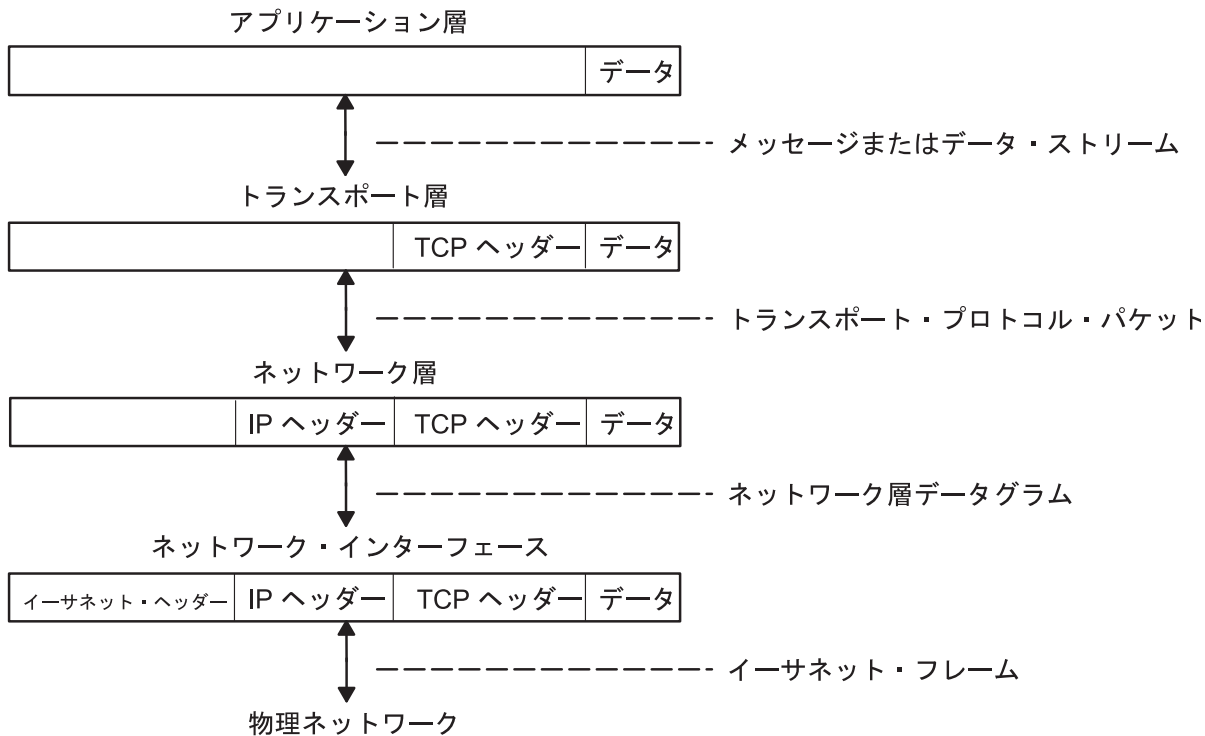 アプリケーション層
データ
メッセージまたはデータ・ストリーム
トランスポート層
TCP ヘッダー データ
トランスポート・プロトコル・パケット
ネットワーク層
IP ヘッダー TCP ヘッダー データ
ネットワーク層データグラム
ネットワーク・インターフェース
イーサネット・ヘッダー IP ヘッダー TCP ヘッダー データ
イーサネット・フレーム
物理ネットワーク